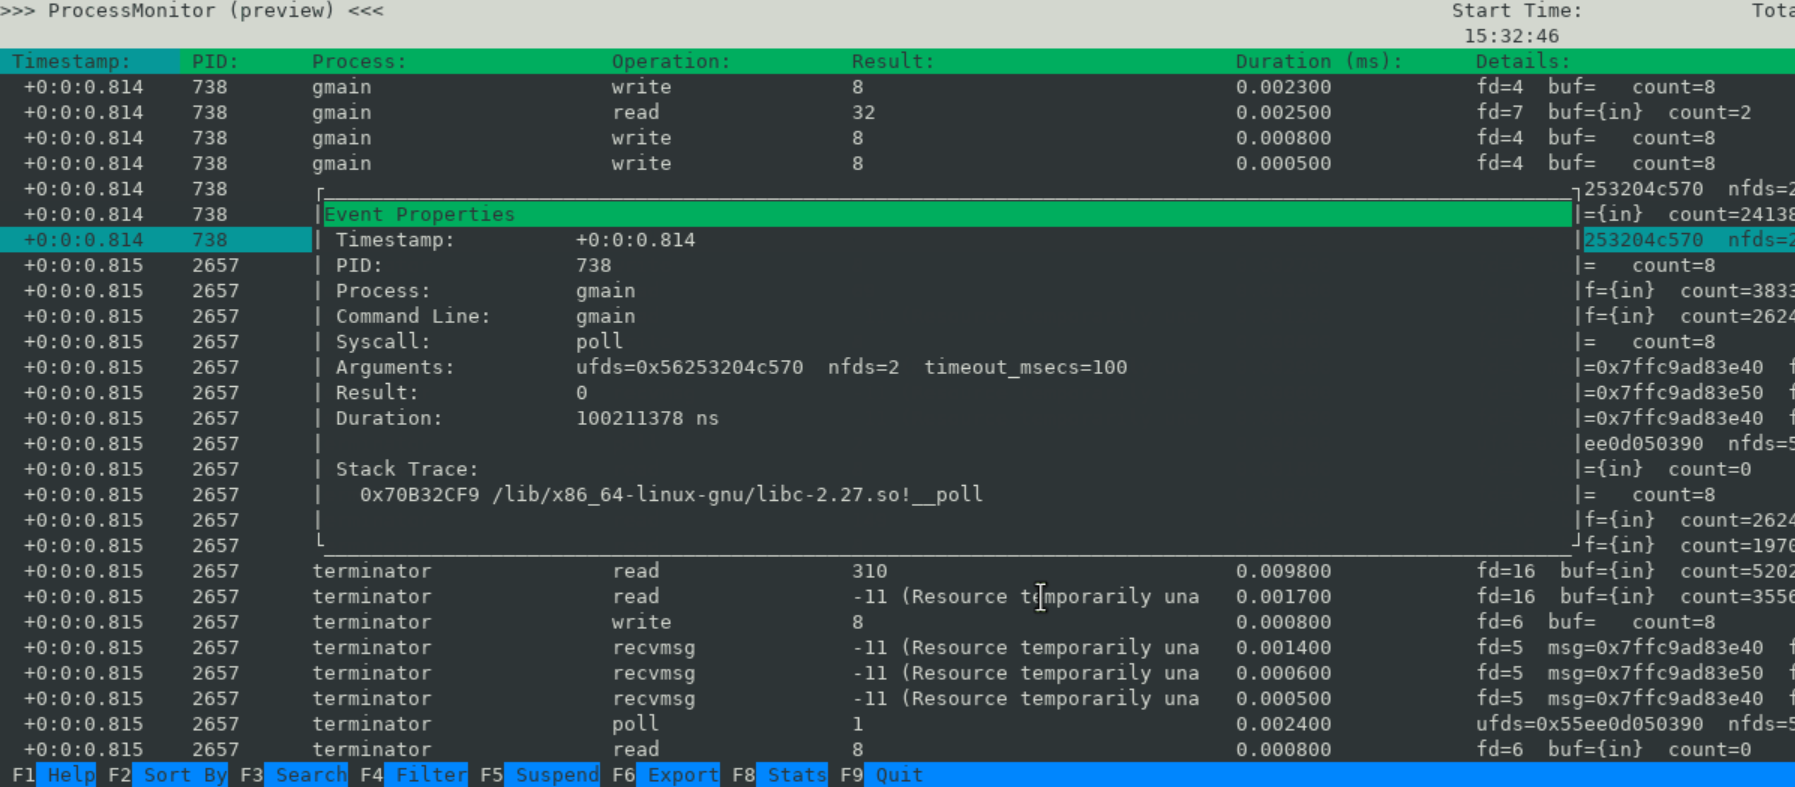 >>> ProcessMonitor (preview) <<< Start Time: Tota
15:32:46
Timestamp: PID: Process: Operation: Result: Duration (ms): Details:
+0:0:0.814 738 gmain write 8 0.002300 fd=4 buf= count=8
+0:0:0.814 738 gmain read 32 0.002500 fd=7 buf={in} count=2
+0:0:0.814 738 gmain write 8 0.000800 fd=4 buf= count=8
+0:0:0.814 738 gmain write 8 0.000500 fd=4 buf= count=8
+0:0:0.814 738 253204c570 nfds=2
+0:0:0.814 738 Event Properties ={in} count=24138
+0:0:0.814 738 Timestamp: +0:0:0.814 253204c570 nfds=2
+0:0:0.815 2657 PID: 738 = count=8
+0:0:0.815 2657 Process: gmain f={in} count=3833
+0:0:0.815 2657 Command Line: gmain f={in} count=2624
+0:0:0.815 2657 Syscall: poll = count=8
+0:0:0.815 2657 Arguments: ufds=0x56253204c570 nfds=2 timeout_msecs=100 =0x7ffc9ad83e40 f
+0:0:0.815 2657 Result: 0 =0x7ffc9ad83e50 f
+0:0:0.815 2657 Duration: 100211378 ns =0x7ffc9ad83e40 f
+0:0:0.815 2657 ee0d050390 nfds=5
+0:0:0.815 2657 Stack Trace: ={in} count=0
+0:0:0.815 2657 0x70B32CF9 /lib/x86_64-linux-gnu/libc-2.27.so!__poll = count=8
+0:0:0.815 2657 f={in} count=2624
+0:0:0.815 2657 f={in} count=1970
+0:0:0.815 2657 terminator read 310 0.009800 fd=16 buf={in} count=5202
+0:0:0.815 2657 terminator read -11 (Resource temporarily una 0.001700 fd=16 buf={in} count=3556
+0:0:0.815 2657 terminator write 8 0.000800 fd=6 buf= count=8
+0:0:0.815 2657 terminator recvmsg -11 (Resource temporarily una 0.001400 fd=5 msg=0x7ffc9ad83e40 f
+0:0:0.815 2657 terminator recvmsg -11 (Resource temporarily una 0.000600 fd=5 msg=0x7ffc9ad83e50 f
+0:0:0.815 2657 terminator recvmsg -11 (Resource temporarily una 0.000500 fd=5 msg=0x7ffc9ad83e40 f
+0:0:0.815 2657 terminator poll 1 0.002400 ufds=0x55ee0d050390 nfds=5
+0:0:0.815 2657 terminator read 8 0.000800 fd=6 buf={in} count=0
F1 Help F2 Sort By F3 Search F4 Filter F5 Suspend F6 Export F8 Stats F9 Quit